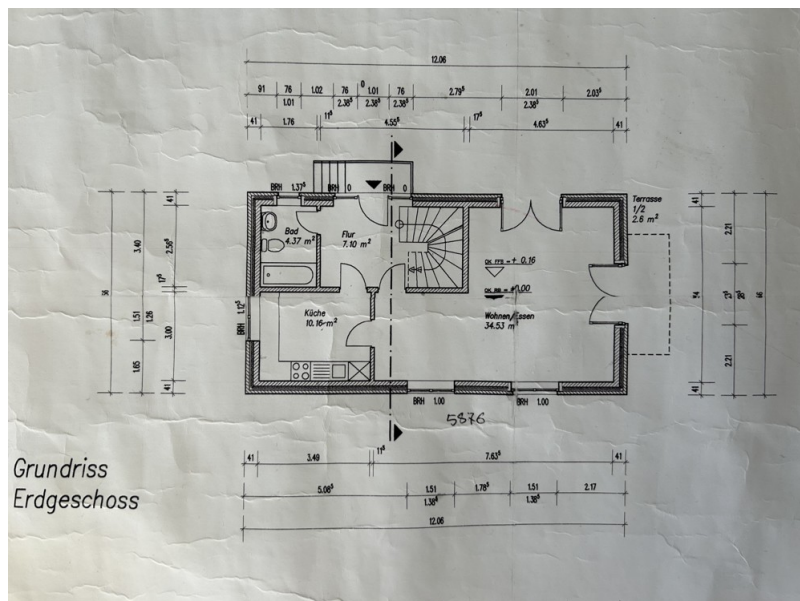 12.06
91 76 1.02 76 0 1.01 76 2.79⁵ 2.01 2.03⁵
1.01 2.38⁵ 2.38⁵ 2.38⁵ 2.38⁵
41 1.76 11⁵ 4.55⁵ 17⁵ 4.63⁵ 41
BRH 1.37⁵ BRH 0 BRH 0
Terrasse
1/2
2.6 m²
Bad
4.37 m²
Flur
7.10 m²
OK FFB = + 0.16
OK RFB = ±0.00
Küche
10.16 m²
Wohnen/Essen
34.53 m²
41 2.56⁵ 17⁵ 3.00 41
3.40 1.51 1.26 1.65
BRH 1.12⁵
41 41
2.21 2.21
BRH 1.00 BRH 1.00
5876
Grundriss
Erdgeschoss
41 3.49 11⁵ 7.63⁵ 41
5.08⁵ 1.51 1.78⁵ 1.51 2.17
1.38⁵ 1.38⁵
12.06